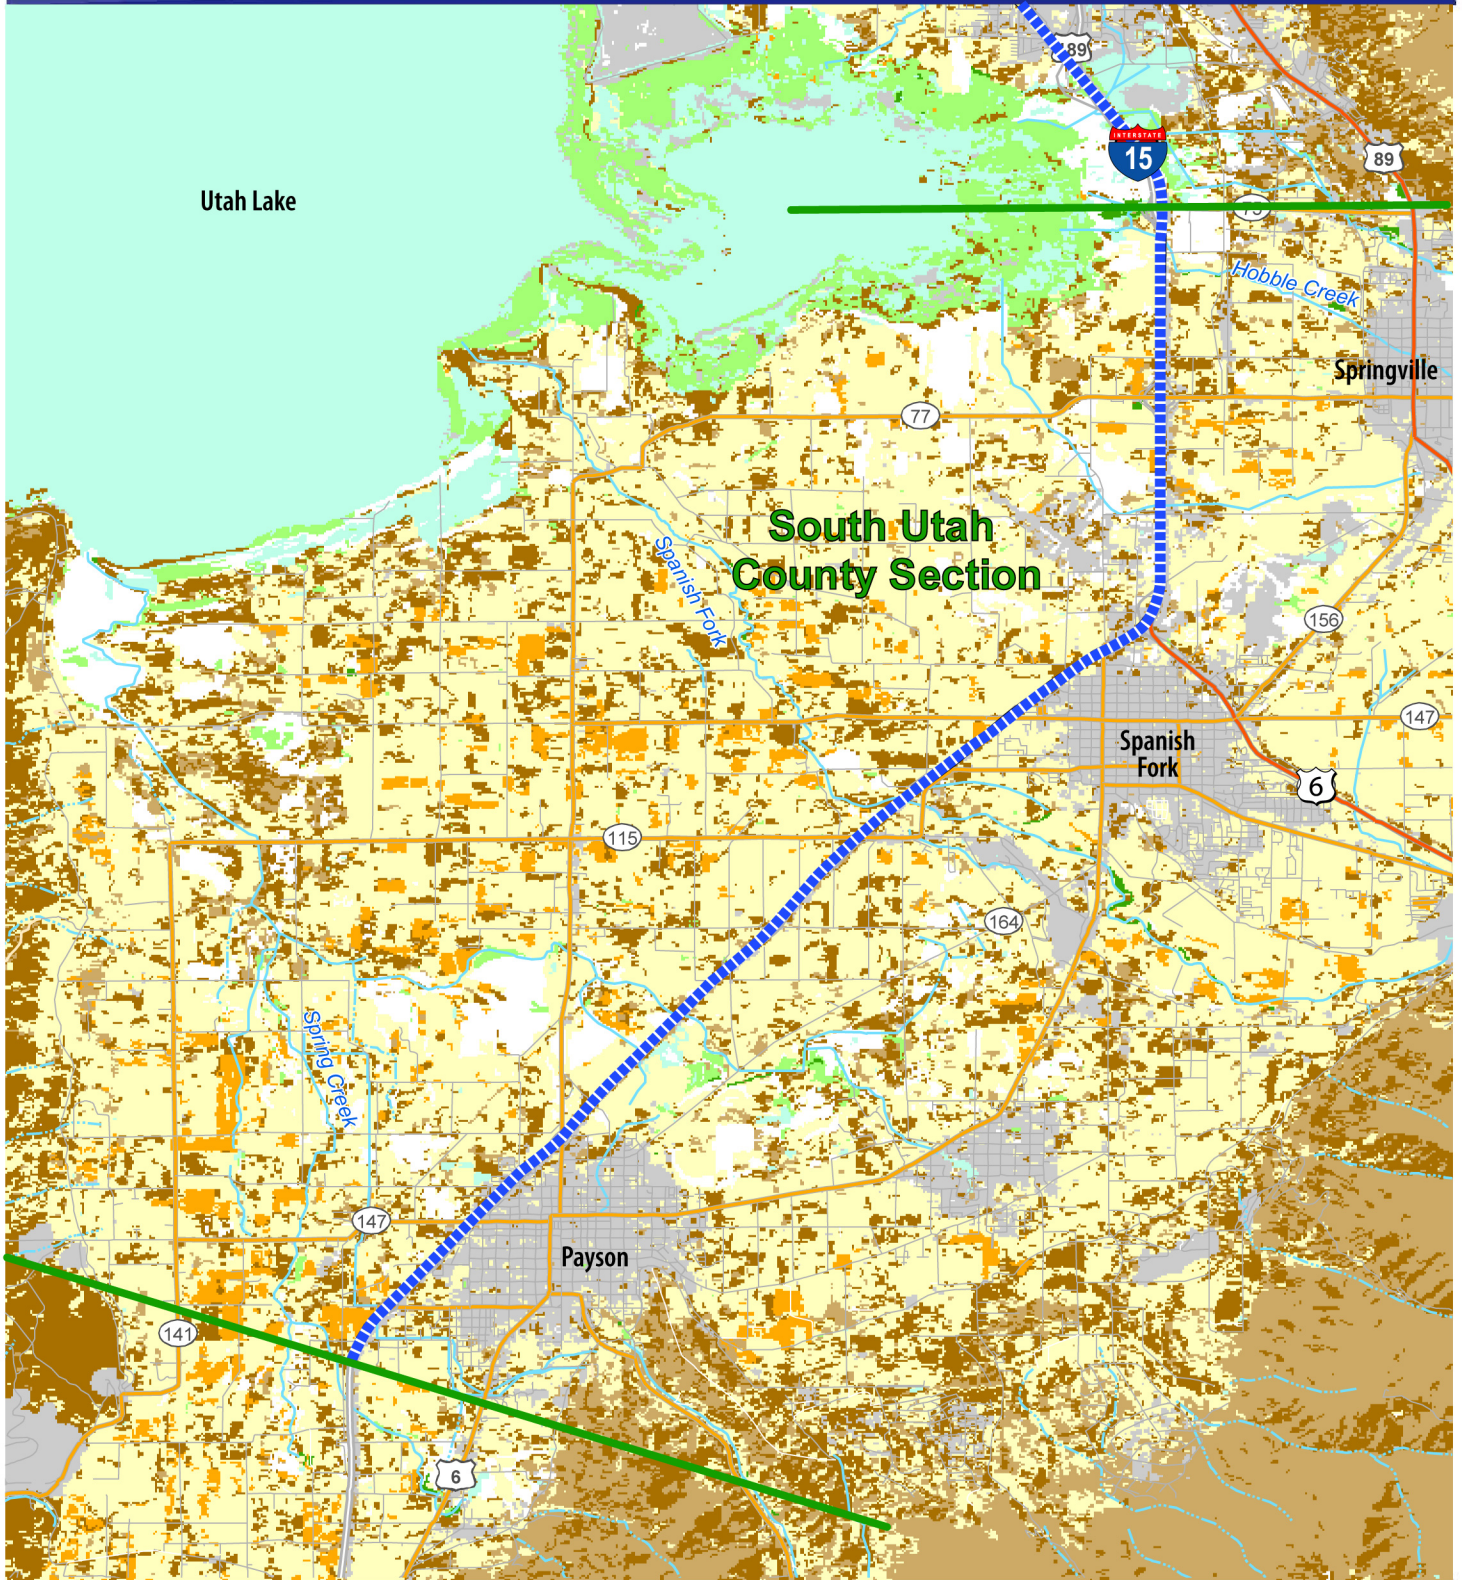 89
INTERSTATE
15
89
Utah Lake
75
Hobble Creek
Springville
77
South Utah
County Section
Spanish Fork
156
147
Spanish
Fork
6
115
164
Spring Creek
147
Payson
141
6